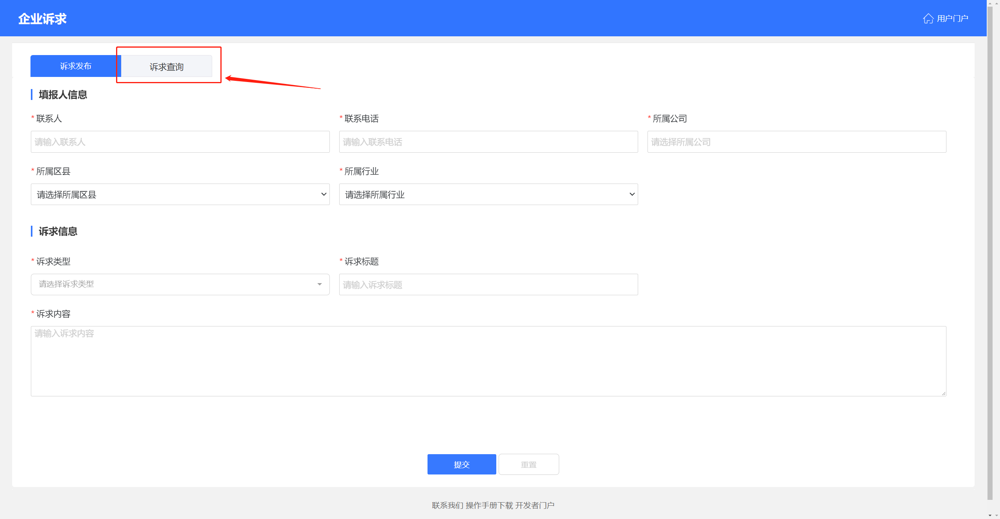 企业诉求
用户门户
诉求发布 诉求查询
填报人信息
* 联系人 * 联系电话 * 所属公司
请输入联系人 请输入联系电话 请选择所属公司
* 所属区县 * 所属行业
请选择所属区县 请选择所属行业
诉求信息
* 诉求类型 * 诉求标题
请选择诉求类型 请输入诉求标题
* 诉求内容
请输入诉求内容
提交 重置
联系我们 操作手册下载 开发者门户